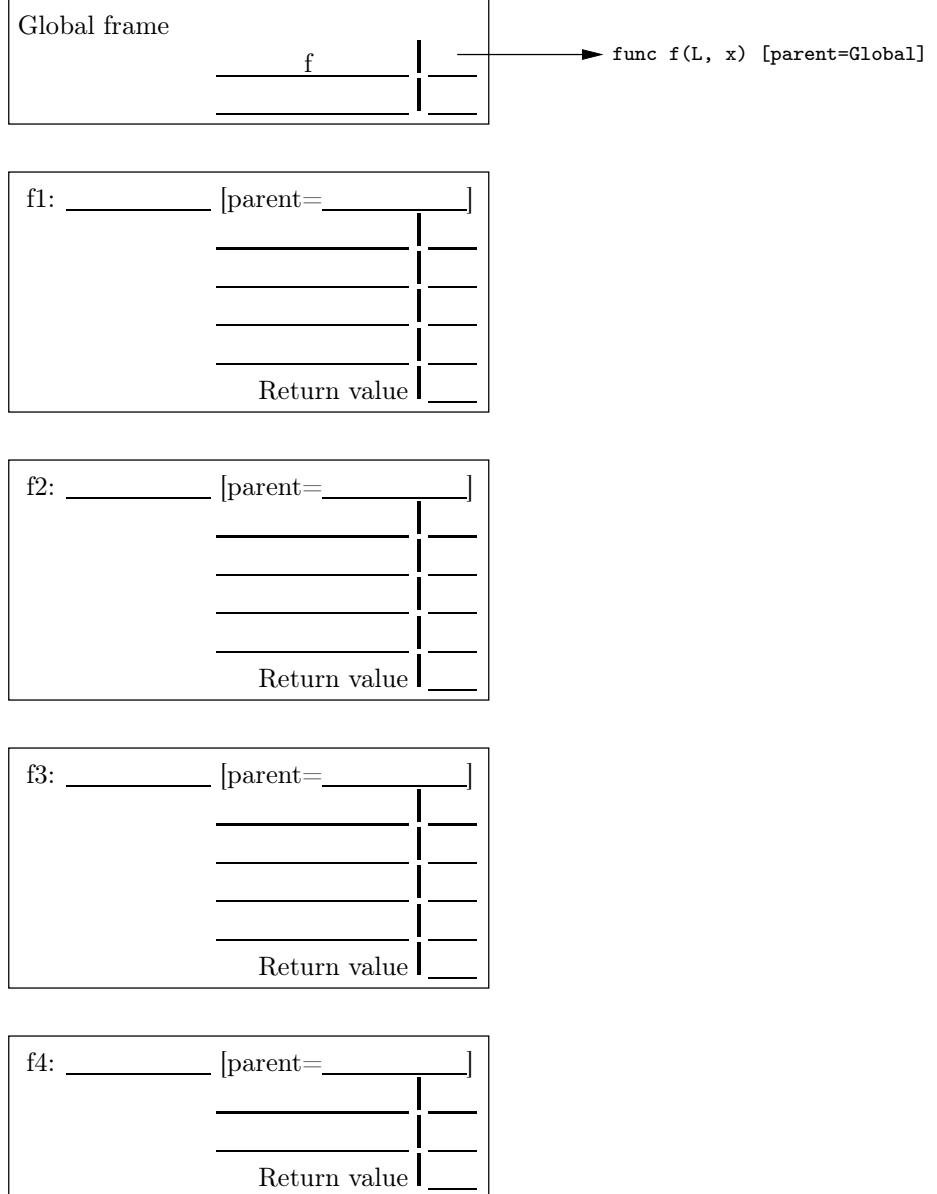 Global frame
f
func f(L, x) [parent=Global]
f1: [parent= ]
Return value
f2: [parent= ]
Return value
f3: [parent= ]
Return value
f4: [parent= ]
Return value